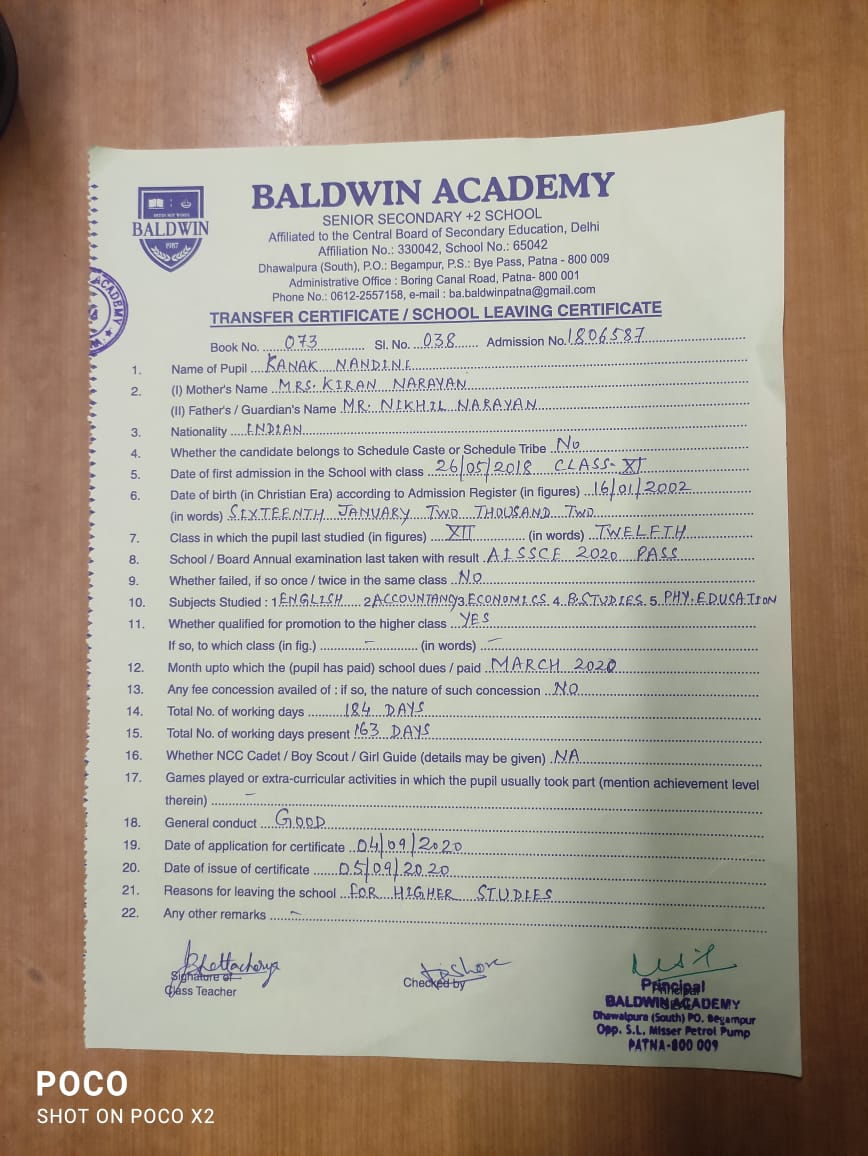 BALDWIN
1987
ACADEMY
BALDWIN ACADEMY
SENIOR SECONDARY +2 SCHOOL
Affiliated to the Central Board of Secondary Education, Delhi
Affiliation No.: 330042, School No.: 65042
Dhawalpura (South), P.O.: Begampur, P.S.: Bye Pass, Patna - 800 009
Administrative Office : Boring Canal Road, Patna- 800 001
Phone No.: 0612-2557158, e-mail : ba.baldwinpatna@gmail.com
TRANSFER CERTIFICATE / SCHOOL LEAVING CERTIFICATE
Book No. 073 Sl. No. 038 Admission No. 1806587
1. Name of Pupil KANAK NANDINI
2. (I) Mother's Name MRS. KIRAN NARAYAN
(II) Father's / Guardian's Name MR. NIKHIL NARAYAN
3. Nationality INDIAN
4. Whether the candidate belongs to Schedule Caste or Schedule Tribe No
5. Date of first admission in the School with class 26/05/2018 CLASS- XI
6. Date of birth (in Christian Era) according to Admission Register (in figures) 16/01/2002
(in words) SIXTEENTH JANUARY TWO THOUSAND TWO
7. Class in which the pupil last studied (in figures) XII (in words) TWELFTH
8. School / Board Annual examination last taken with result AISSCE 2020 PASS
9. Whether failed, if so once / twice in the same class NO
10. Subjects Studied : 1 ENGLISH 2 ACCOUNTANCY 3 ECONOMICS 4. B.STUDIES 5. PHY. EDUCATION
11. Whether qualified for promotion to the higher class YES
If so, to which class (in fig.) - (in words) -
12. Month upto which the (pupil has paid) school dues / paid MARCH 2020
13. Any fee concession availed of : if so, the nature of such concession NO
14. Total No. of working days 184 DAYS
15. Total No. of working days present 163 DAYS
16. Whether NCC Cadet / Boy Scout / Girl Guide (details may be given) NA
17. Games played or extra-curricular activities in which the pupil usually took part (mention achievement level
therein) -
18. General conduct GOOD
19. Date of application for certificate 04/09/2020
20. Date of issue of certificate 05/09/2020
21. Reasons for leaving the school FOR HIGHER STUDIES
22. Any other remarks -
Bhattacharya
Signature of
Class Teacher
Checked by
Principal
BALDWIN ACADEMY
Dhawalpura (South) PO. Begampur
Opp. S.L. Misser Petrol Pump
PATNA-800 009
POCO
SHOT ON POCO X2